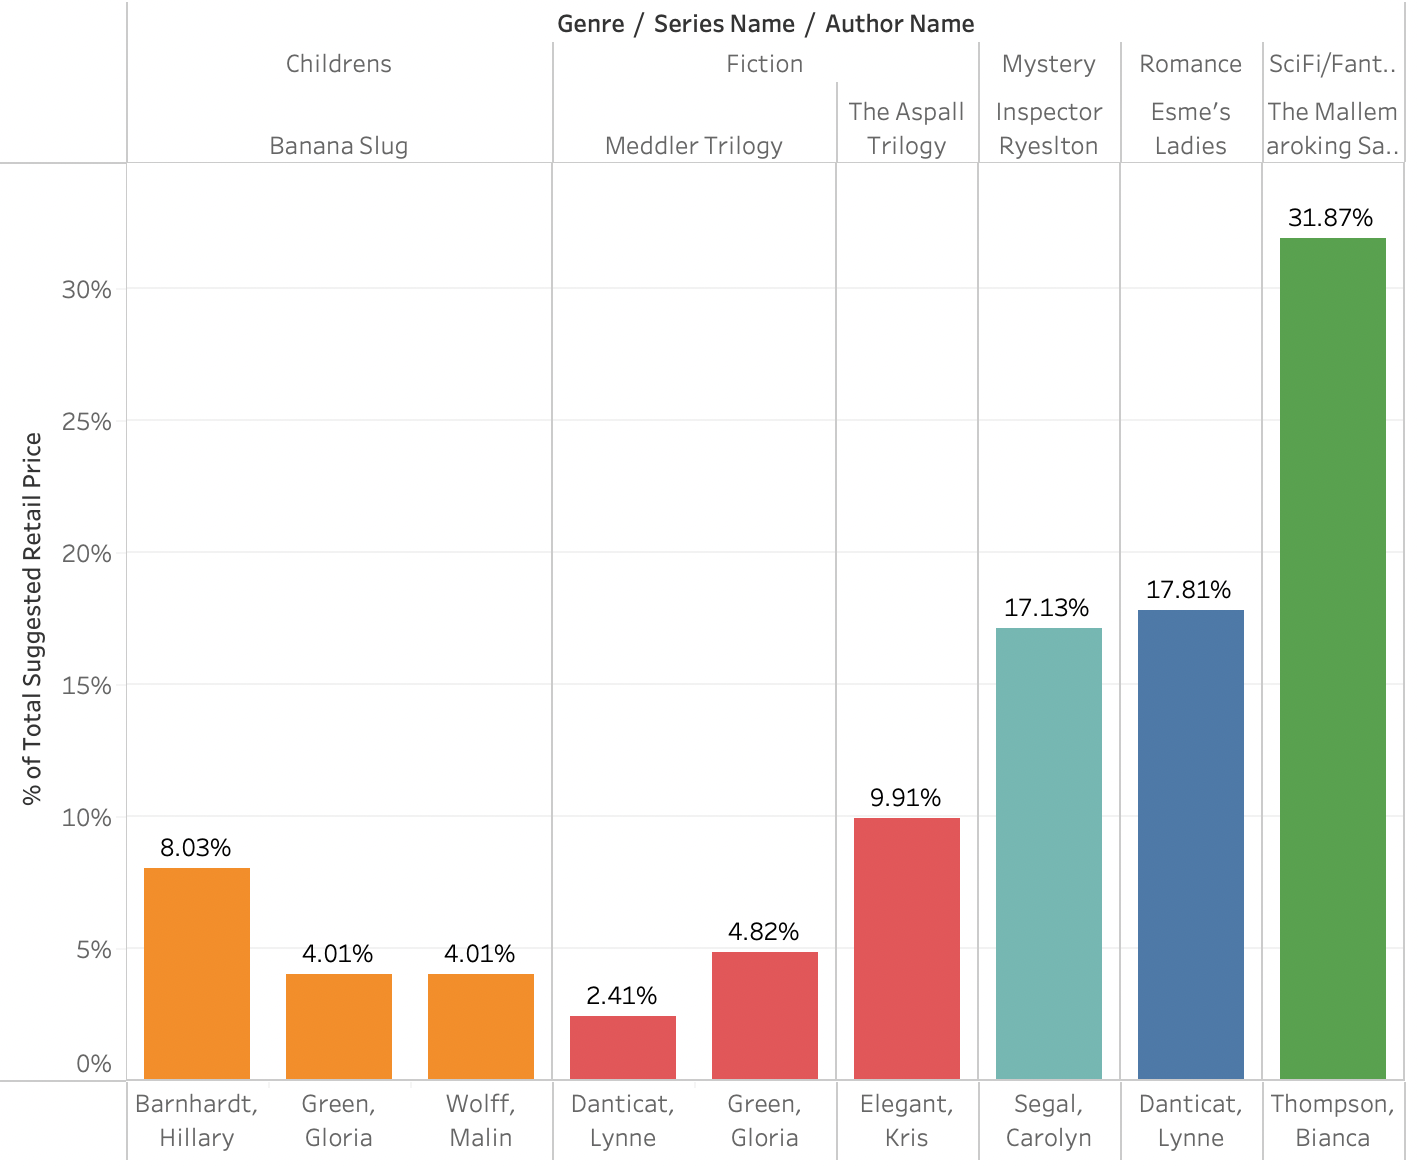 Genre / Series Name / Author Name
Childrens
Fiction
Mystery
Romance
SciFi/Fant..
Banana Slug
Meddler Trilogy
The Aspall
Trilogy
Inspector
Ryeslton
Esme's
Ladies
The Mallem
aroking Sa..
% of Total Suggested Retail Price
30%
25%
20%
15%
10%
5%
0%
8.03%
4.01%
4.01%
2.41%
4.82%
9.91%
17.13%
17.81%
31.87%
Barnhardt,
Hillary
Green,
Gloria
Wolff,
Malin
Danticat,
Lynne
Green,
Gloria
Elegant,
Kris
Segal,
Carolyn
Danticat,
Lynne
Thompson,
Bianca